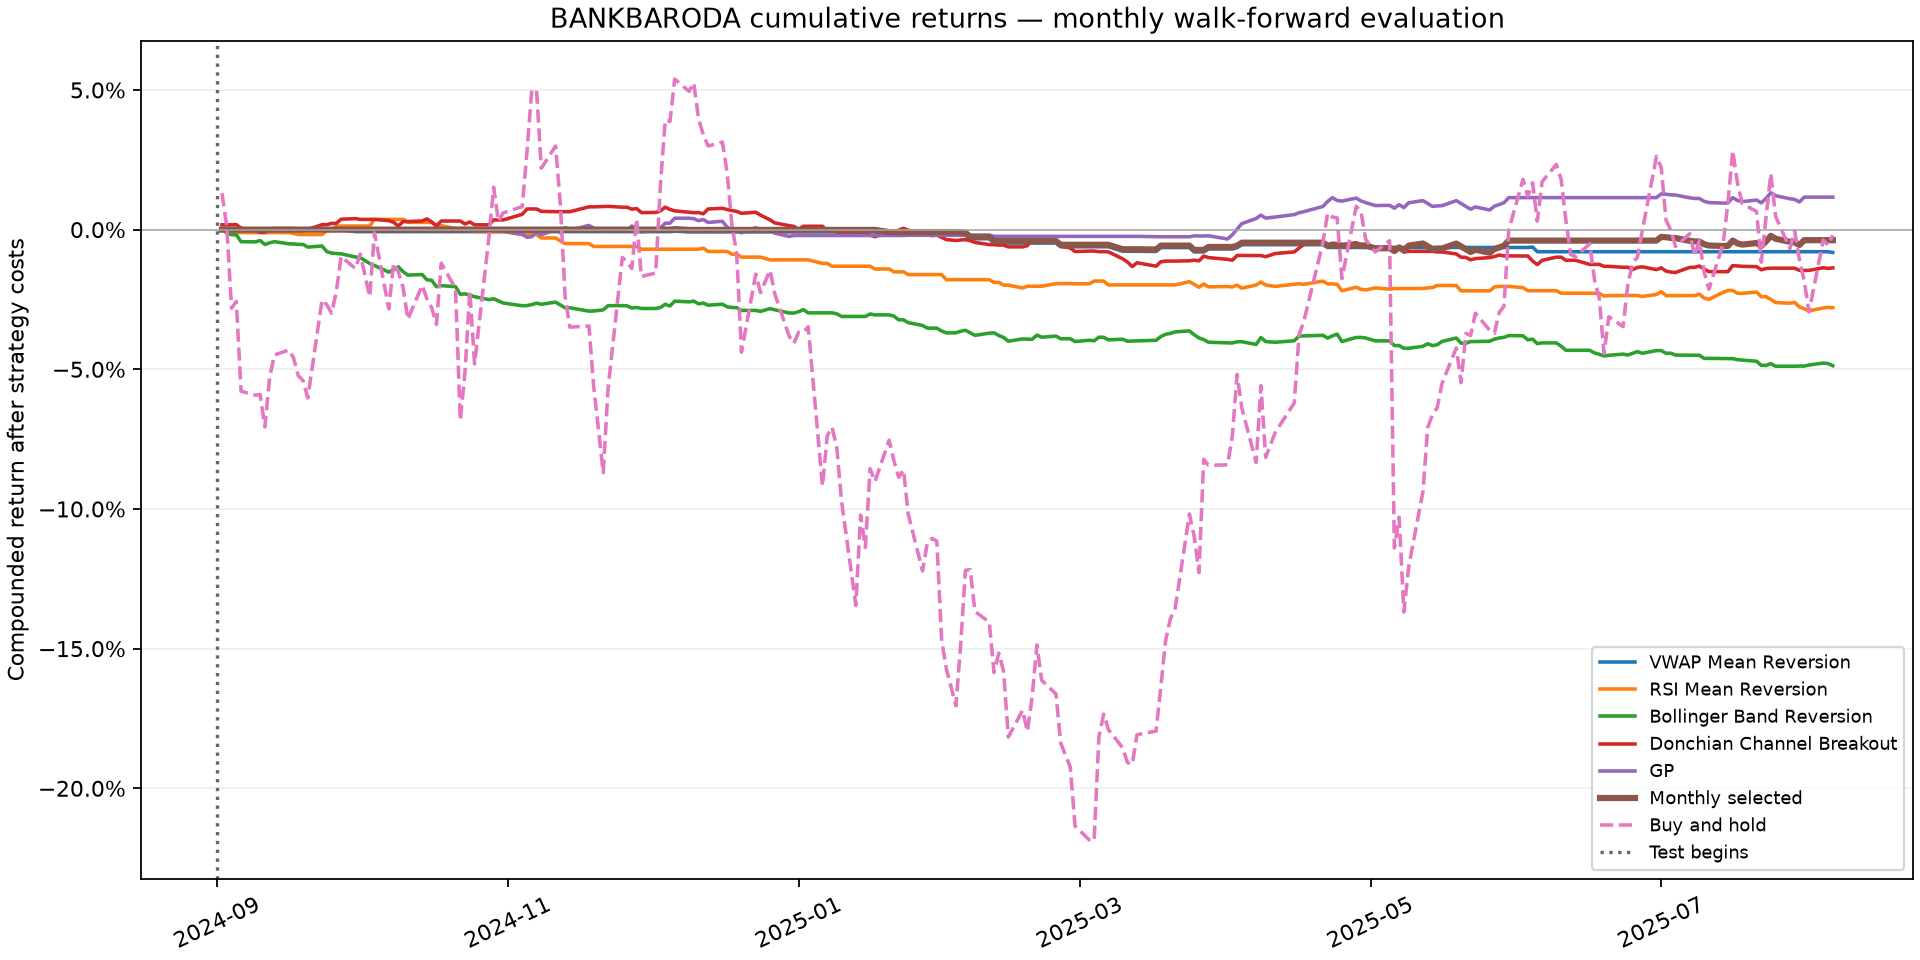 BANKBARODA cumulative returns — monthly walk-forward evaluation
Compounded return after strategy costs
5.0%
0.0%
−5.0%
−10.0%
−15.0%
−20.0%
2024-09
2024-11
2025-01
2025-03
2025-05
2025-07
VWAP Mean Reversion
RSI Mean Reversion
Bollinger Band Reversion
Donchian Channel Breakout
GP
Monthly selected
Buy and hold
Test begins